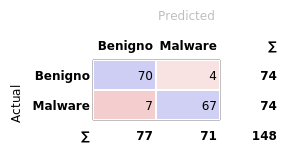 Predicted
Benigno Malware Σ
Actual
Benigno 70 4 74
Malware 7 67 74
Σ 77 71 148